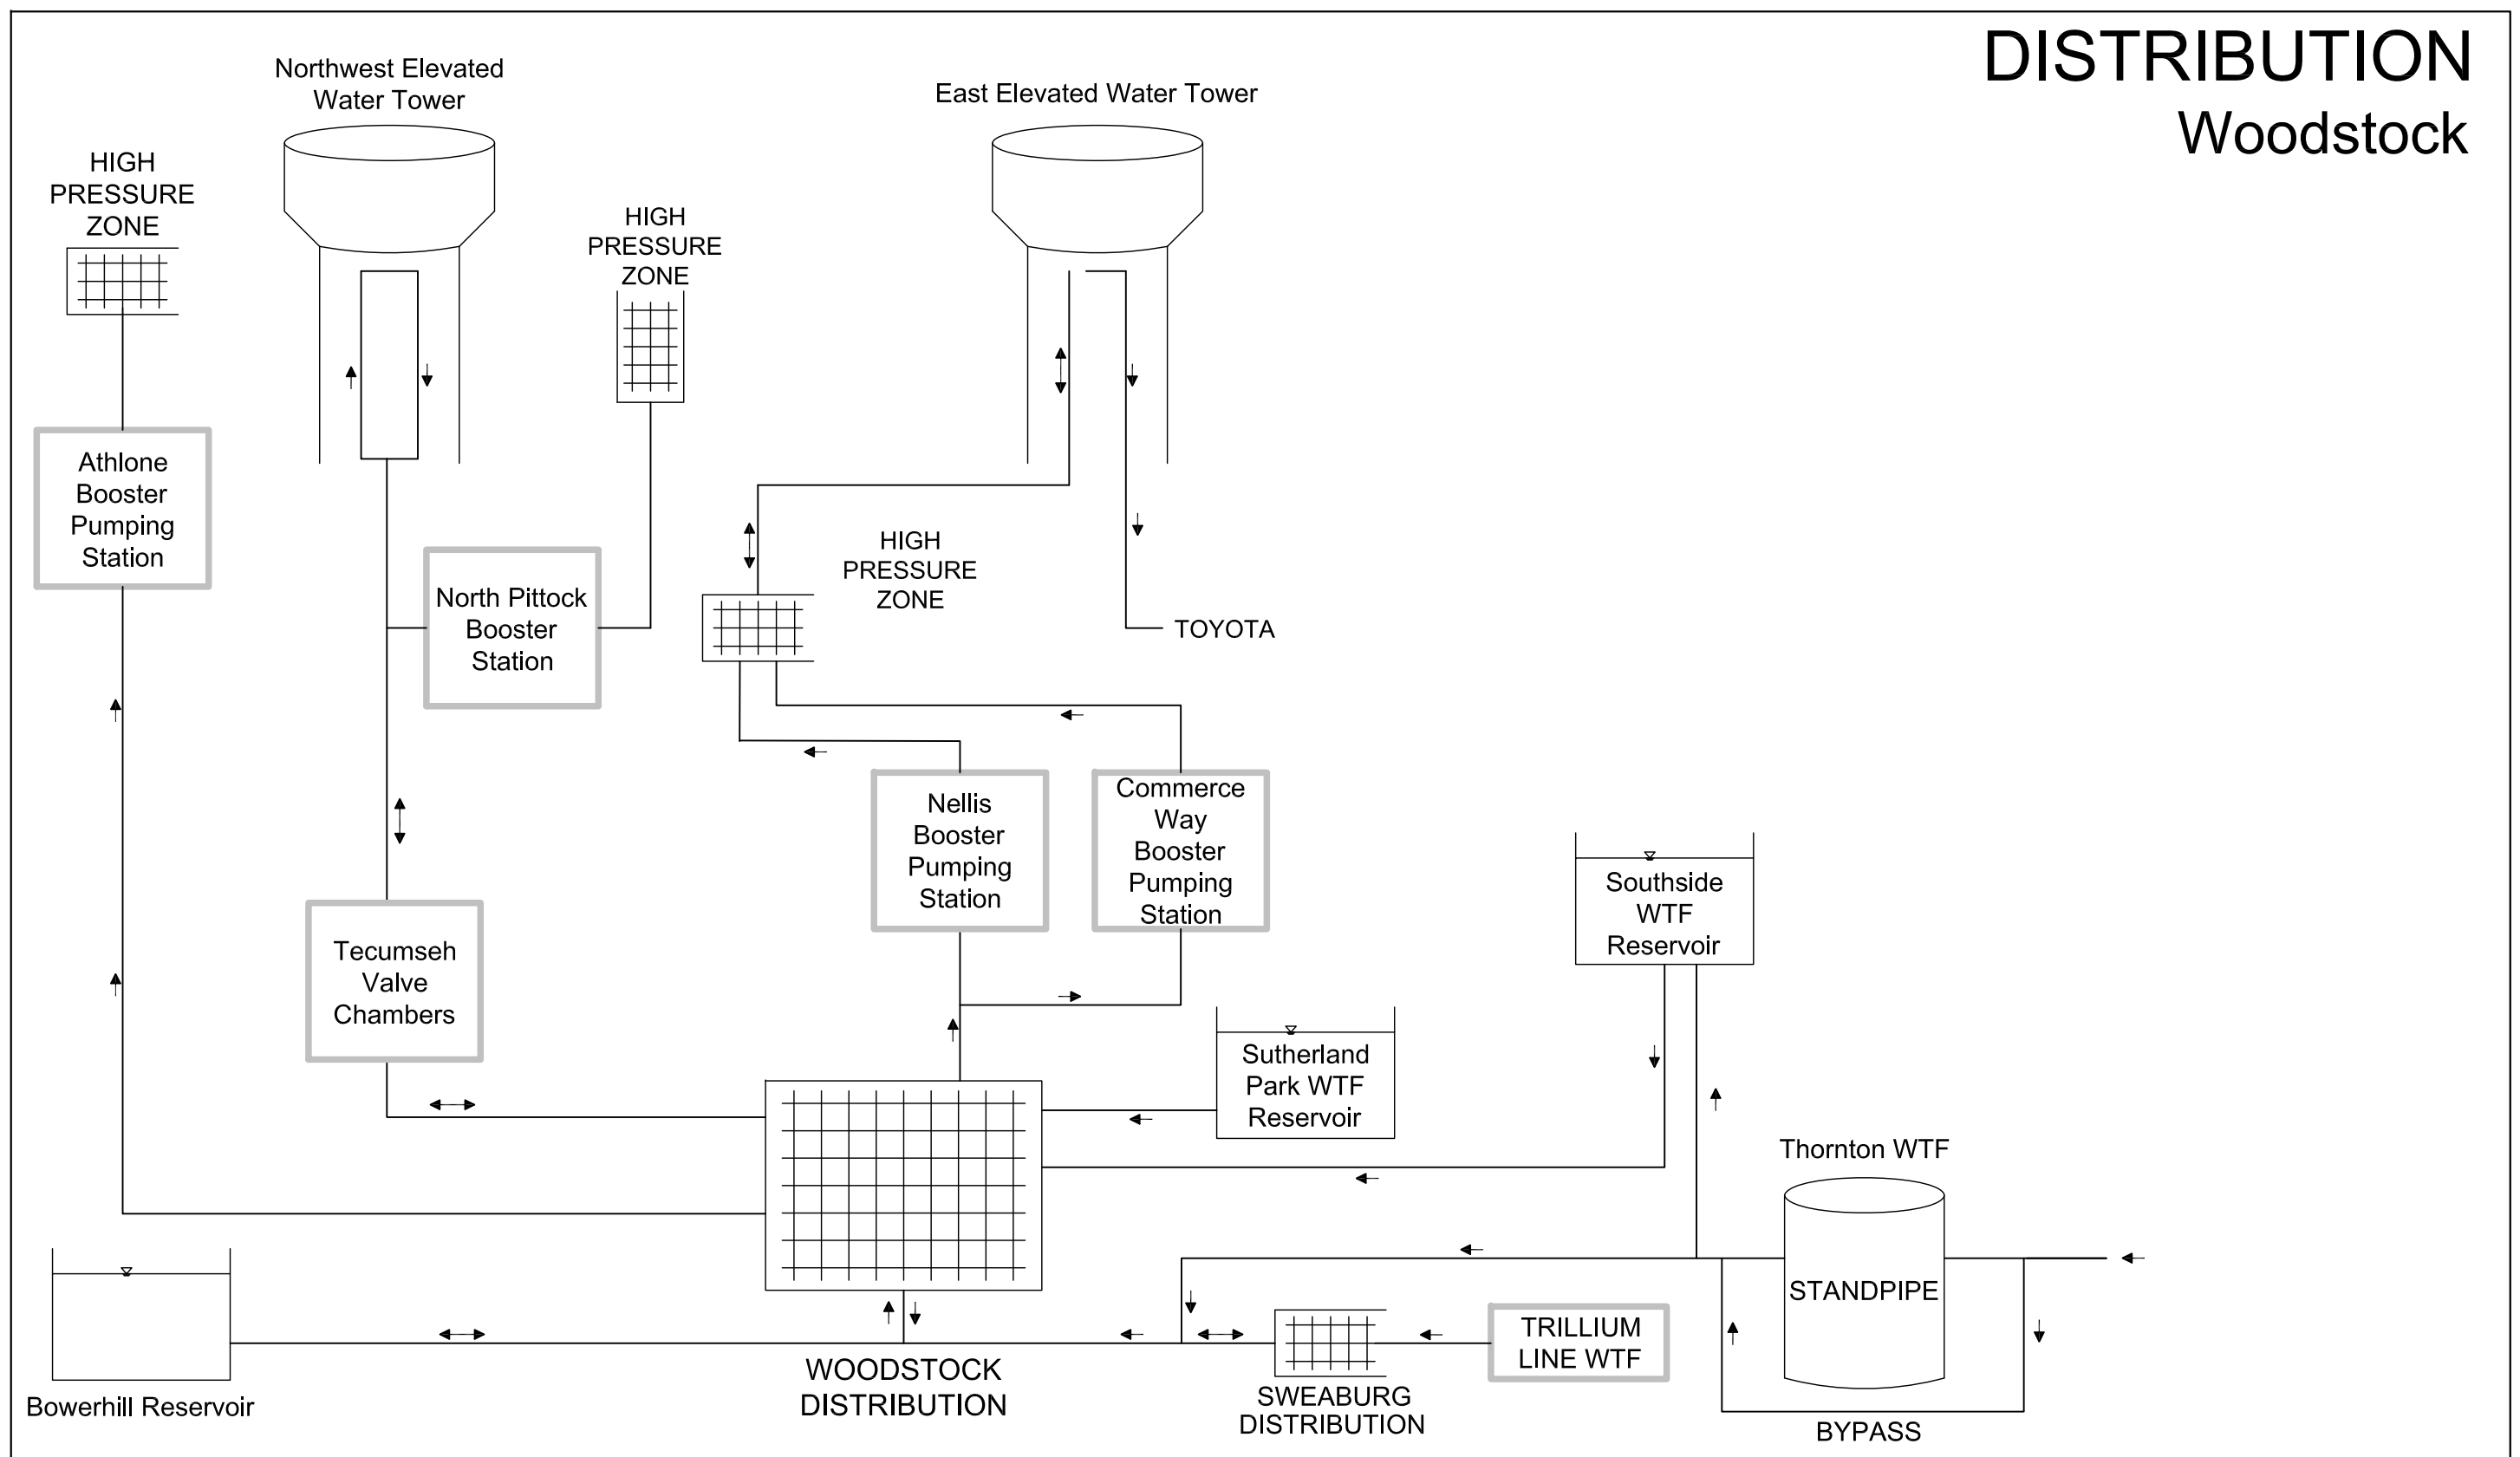 DISTRIBUTION
Woodstock
Northwest Elevated
Water Tower
East Elevated Water Tower
HIGH
PRESSURE
ZONE
HIGH
PRESSURE
ZONE
Athlone
Booster
Pumping
Station
HIGH
PRESSURE
ZONE
North Pittock
Booster
Station
TOYOTA
Nellis
Booster
Pumping
Station
Commerce
Way
Booster
Pumping
Station
Southside
WTF
Reservoir
Tecumseh
Valve
Chambers
Sutherland
Park WTF
Reservoir
Thornton WTF
STANDPIPE
TRILLIUM
LINE WTF
WOODSTOCK
DISTRIBUTION
SWEABURG
DISTRIBUTION
Bowerhill Reservoir
BYPASS